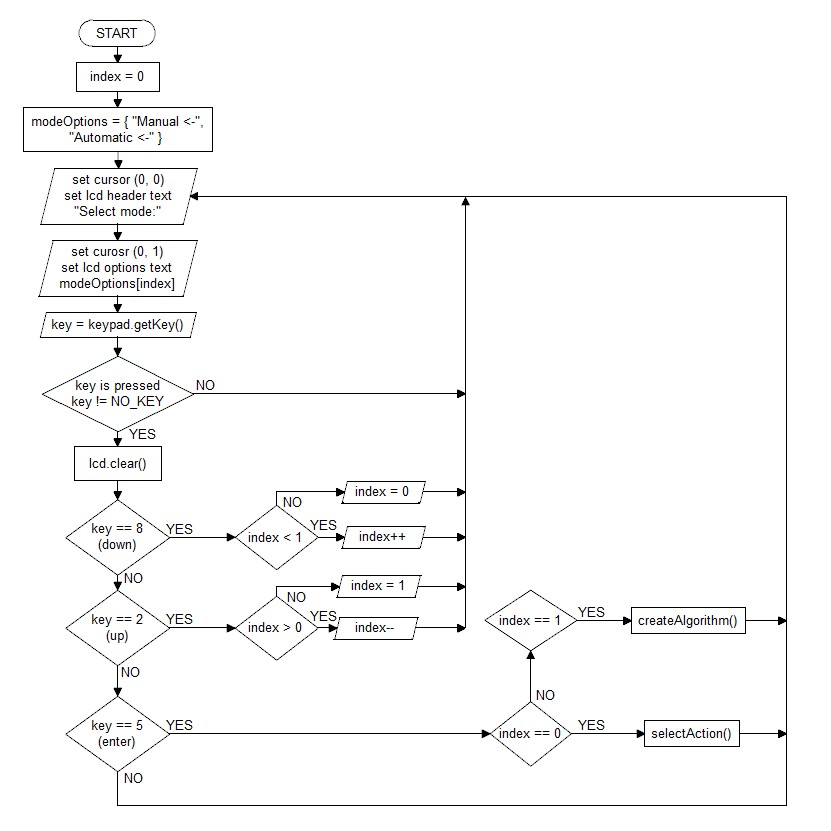 START
index = 0
modeOptions = { "Manual <-",
"Automatic <-" }
set cursor (0, 0)
set lcd header text
"Select mode:"
set curosr (0, 1)
set lcd options text
modeOptions[index]
key = keypad.getKey()
key is pressed
key != NO_KEY
NO
YES
lcd.clear()
key == 8
(down)
YES
index < 1
NO
index = 0
YES
index++
NO
key == 2
(up)
YES
index > 0
NO
index = 1
YES
index--
NO
key == 5
(enter)
YES
index == 0
YES
selectAction()
NO
index == 1
YES
createAlgorithm()
NO